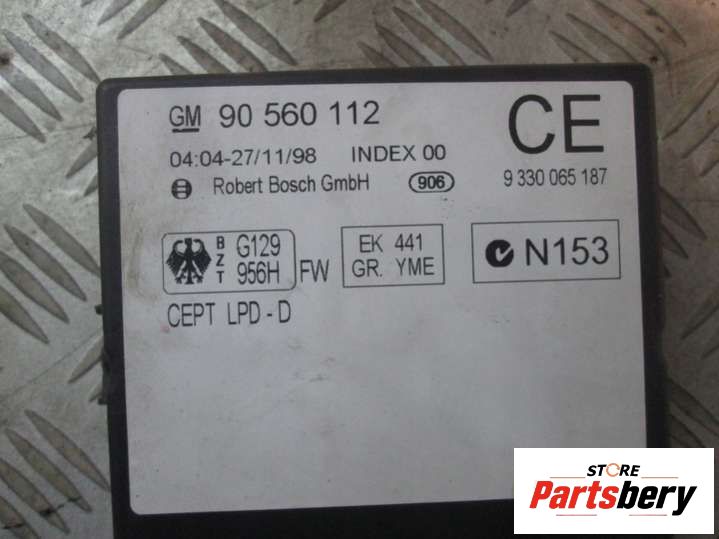 GM 90 560 112 CE
04:04-27/11/98 INDEX 00
Robert Bosch GmbH 906 9 330 065 187
BZT G129 956H FW
EK 441
GR. YME
N153
CEPT LPD - D
STORE
Partsbery